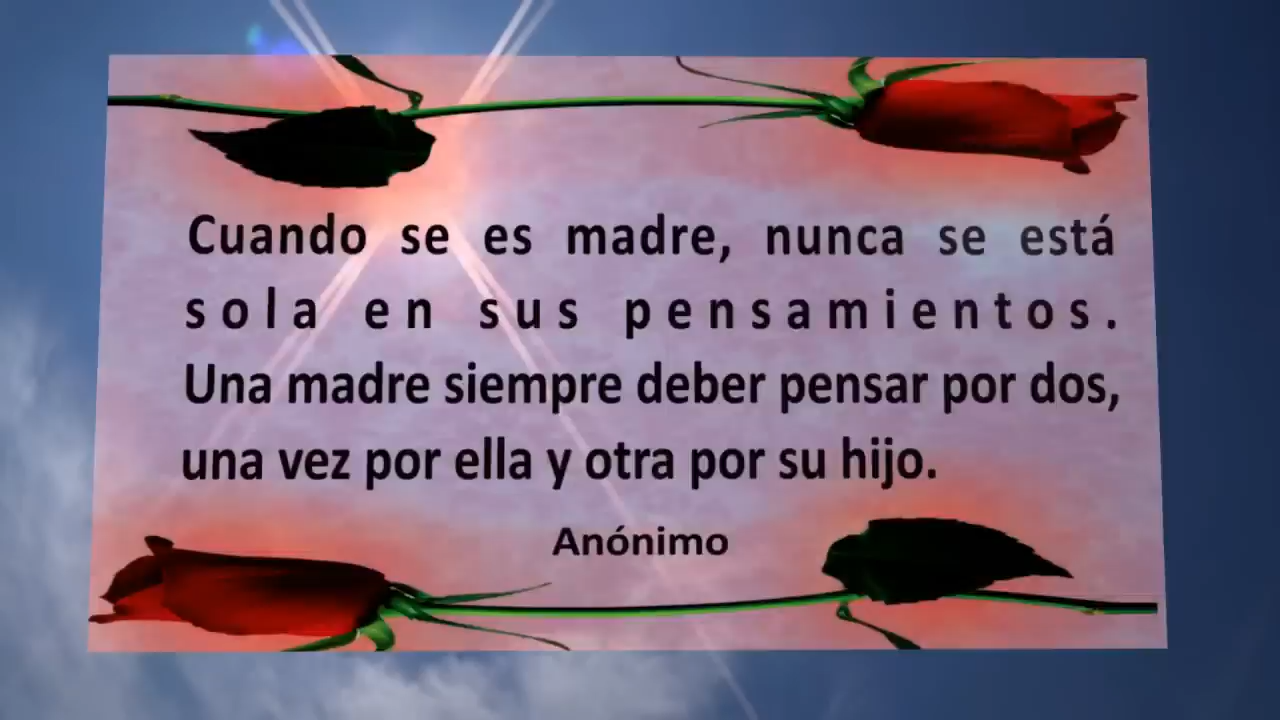 Cuando se es madre, nunca se está
sola en sus pensamientos.
Una madre siempre deber pensar por dos,
una vez por ella y otra por su hijo.
Anónimo